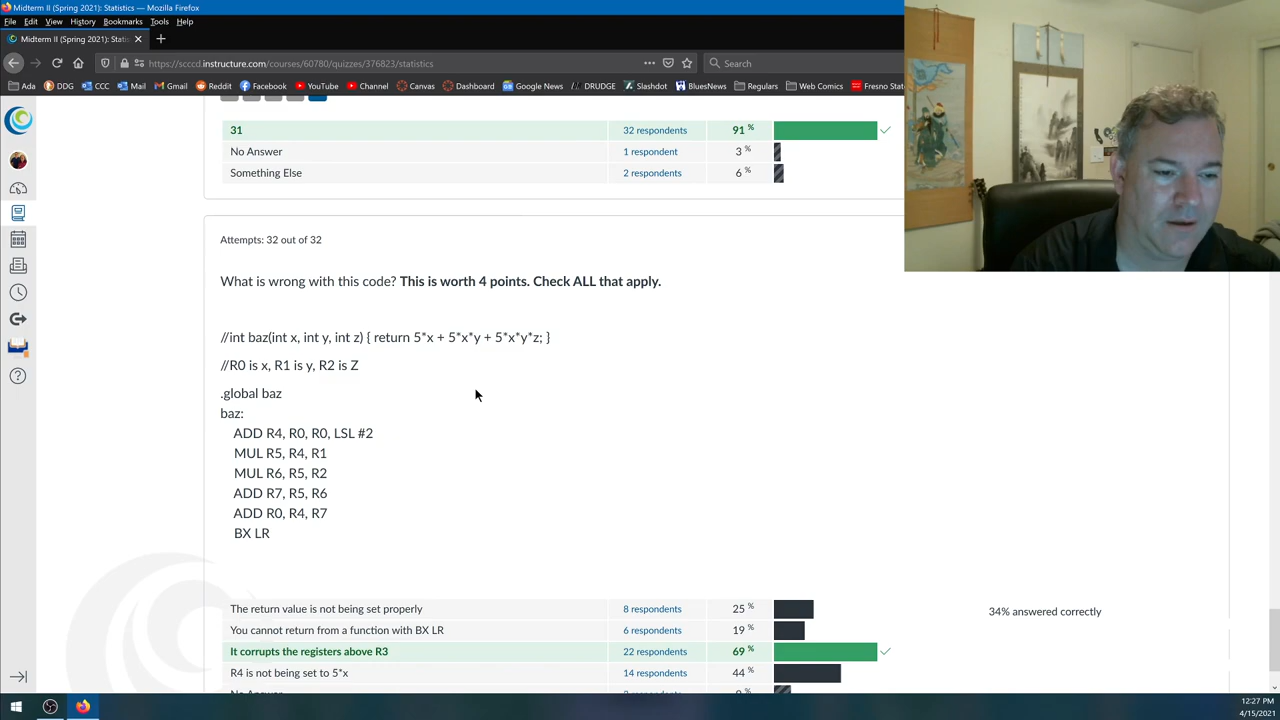 Midterm II (Spring 2021): Statistics — Mozilla Firefox
File Edit View History Bookmarks Tools Help
Midterm II (Spring 2021): Statis
https://scccd.instructure.com/courses/60780/quizzes/376823/statistics
Search
Ada DDG CCC Mail Gmail Reddit Facebook YouTube Channel Canvas Dashboard Google News DRUDGE Slashdot BluesNews Regulars Web Comics Fresno Stat
31 32 respondents 91 %
No Answer 1 respondent 3 %
Something Else 2 respondents 6 %
Attempts: 32 out of 32
What is wrong with this code? This is worth 4 points. Check ALL that apply.
//int baz(int x, int y, int z) { return 5*x + 5*x*y + 5*x*y*z; }
//R0 is x, R1 is y, R2 is Z
.global baz
baz:
ADD R4, R0, R0, LSL #2
MUL R5, R4, R1
MUL R6, R5, R2
ADD R7, R5, R6
ADD R0, R4, R7
BX LR
The return value is not being set properly 8 respondents 25 %
34% answered correctly
You cannot return from a function with BX LR 6 respondents 19 %
It corrupts the registers above R3 22 respondents 69 %
R4 is not being set to 5*x 14 respondents 44 %
12:27 PM
4/15/2021